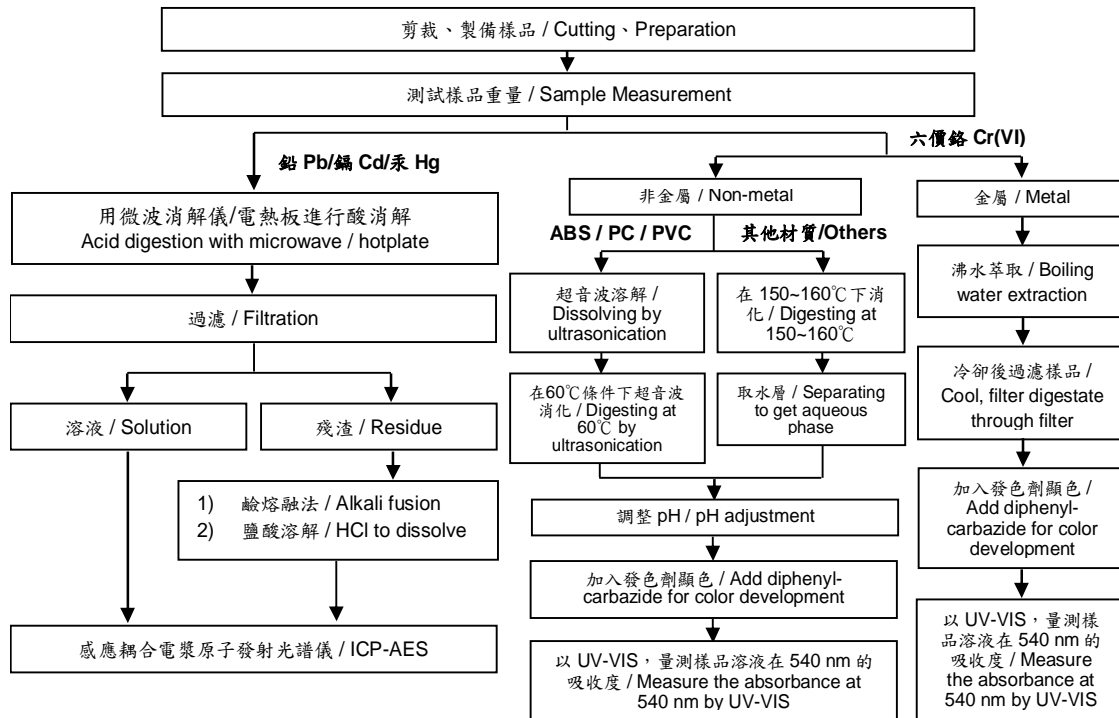 剪裁、製備樣品 / Cutting、Preparation
測試樣品重量 / Sample Measurement
鉛 Pb/鎘 Cd/汞 Hg
六價鉻 Cr(VI)
用微波消解儀/電熱板進行酸消解
Acid digestion with microwave / hotplate
過濾 / Filtration
溶液 / Solution
殘渣 / Residue
1) 鹼熔融法 / Alkali fusion
2) 鹽酸溶解 / HCl to dissolve
感應耦合電漿原子發射光譜儀 / ICP-AES
非金屬 / Non-metal
ABS / PC / PVC
其他材質/Others
超音波溶解 /
Dissolving by
ultrasonication
在60℃條件下超音波
消化 / Digesting at
60℃ by
ultrasonication
在 150~160℃下消
化 / Digesting at
150~160℃
取水層 / Separating
to get aqueous
phase
調整 pH / pH adjustment
加入發色劑顯色 / Add diphenyl-
carbazide for color development
以 UV-VIS，量測樣品溶液在 540 nm 的
吸收度 / Measure the absorbance at
540 nm by UV-VIS
金屬 / Metal
沸水萃取 / Boiling
water extraction
冷卻後過濾樣品 /
Cool, filter digestate
through filter
加入發色劑顯色 /
Add diphenyl-
carbazide for color
development
以 UV-VIS，量測樣
品溶液在 540 nm 的
吸收度 / Measure
the absorbance at
540 nm by UV-VIS